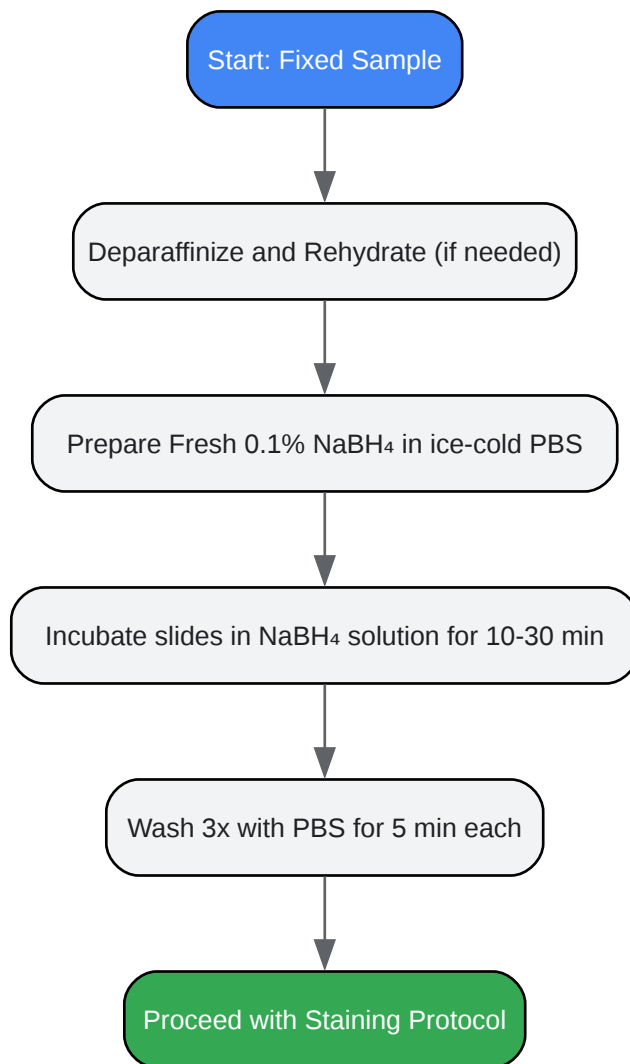 Start: Fixed Sample
Deparaffinize and Rehydrate (if needed)
Prepare Fresh 0.1% NaBH₄ in ice-cold PBS
Incubate slides in NaBH₄ solution for 10-30 min
Wash 3x with PBS for 5 min each
Proceed with Staining Protocol